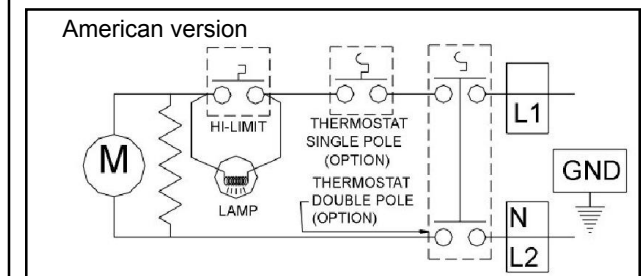 American version
HI-LIMIT
LAMP
THERMOSTAT
SINGLE POLE
(OPTION)
THERMOSTAT
DOUBLE POLE
(OPTION)
M
L1
GND
N
L2